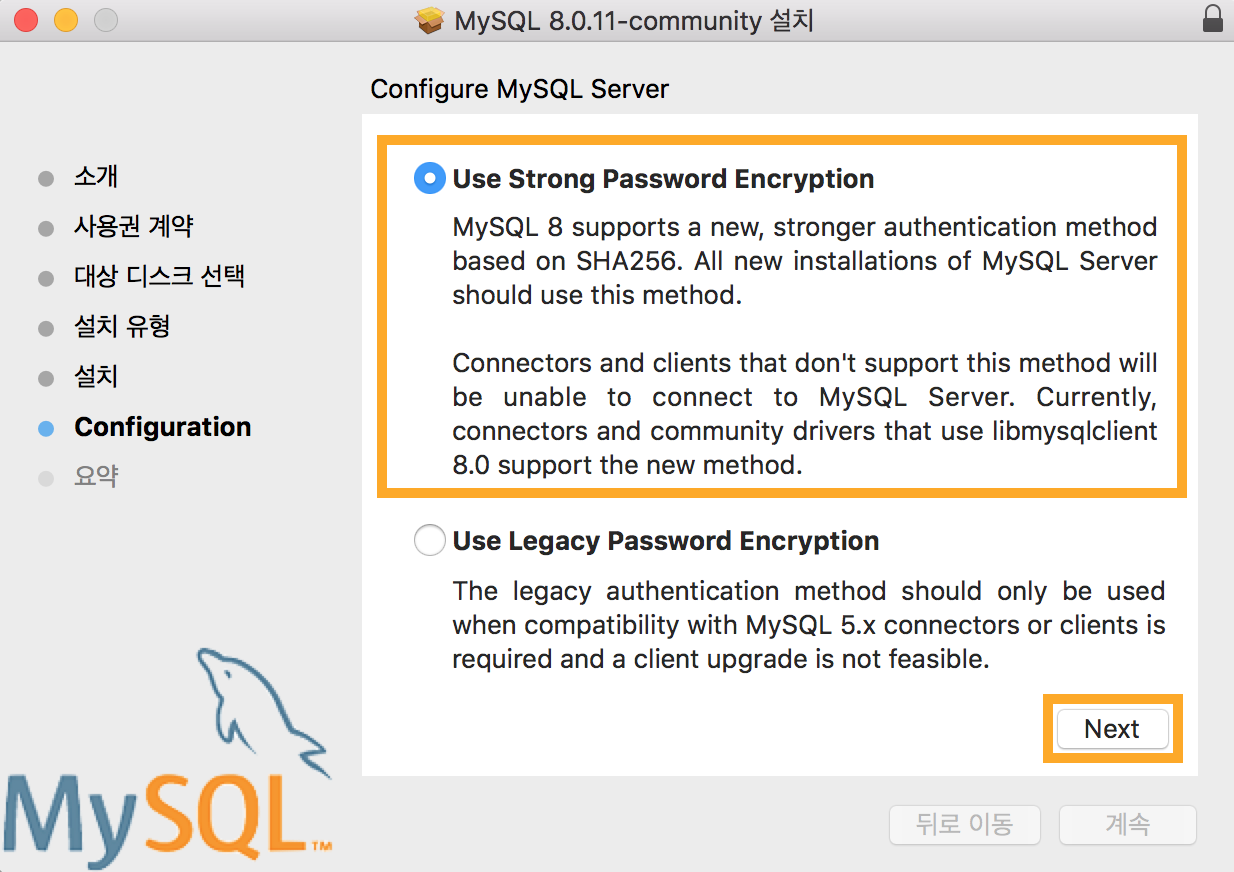 MySQL 8.0.11-community 설치
Configure MySQL Server
소개
사용권 계약
대상 디스크 선택
설치 유형
설치
Configuration
요약
Use Strong Password Encryption
MySQL 8 supports a new, stronger authentication method
based on SHA256. All new installations of MySQL Server
should use this method.
Connectors and clients that don't support this method will
be unable to connect to MySQL Server. Currently,
connectors and community drivers that use libmysqlclient
8.0 support the new method.
Use Legacy Password Encryption
The legacy authentication method should only be used
when compatibility with MySQL 5.x connectors or clients is
required and a client upgrade is not feasible.
Next
MySQL™
뒤로 이동
계속